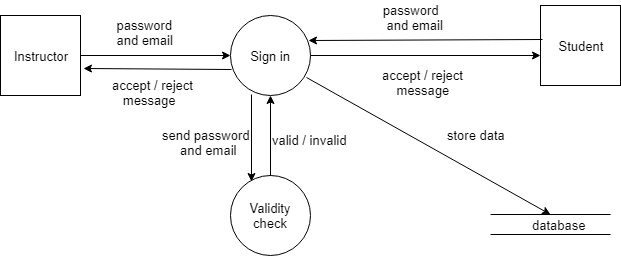 password
and email
Instructor
accept / reject
message
Sign in
password
and email
accept / reject
message
Student
send password
and email
valid / invalid
store data
Validity
check
database